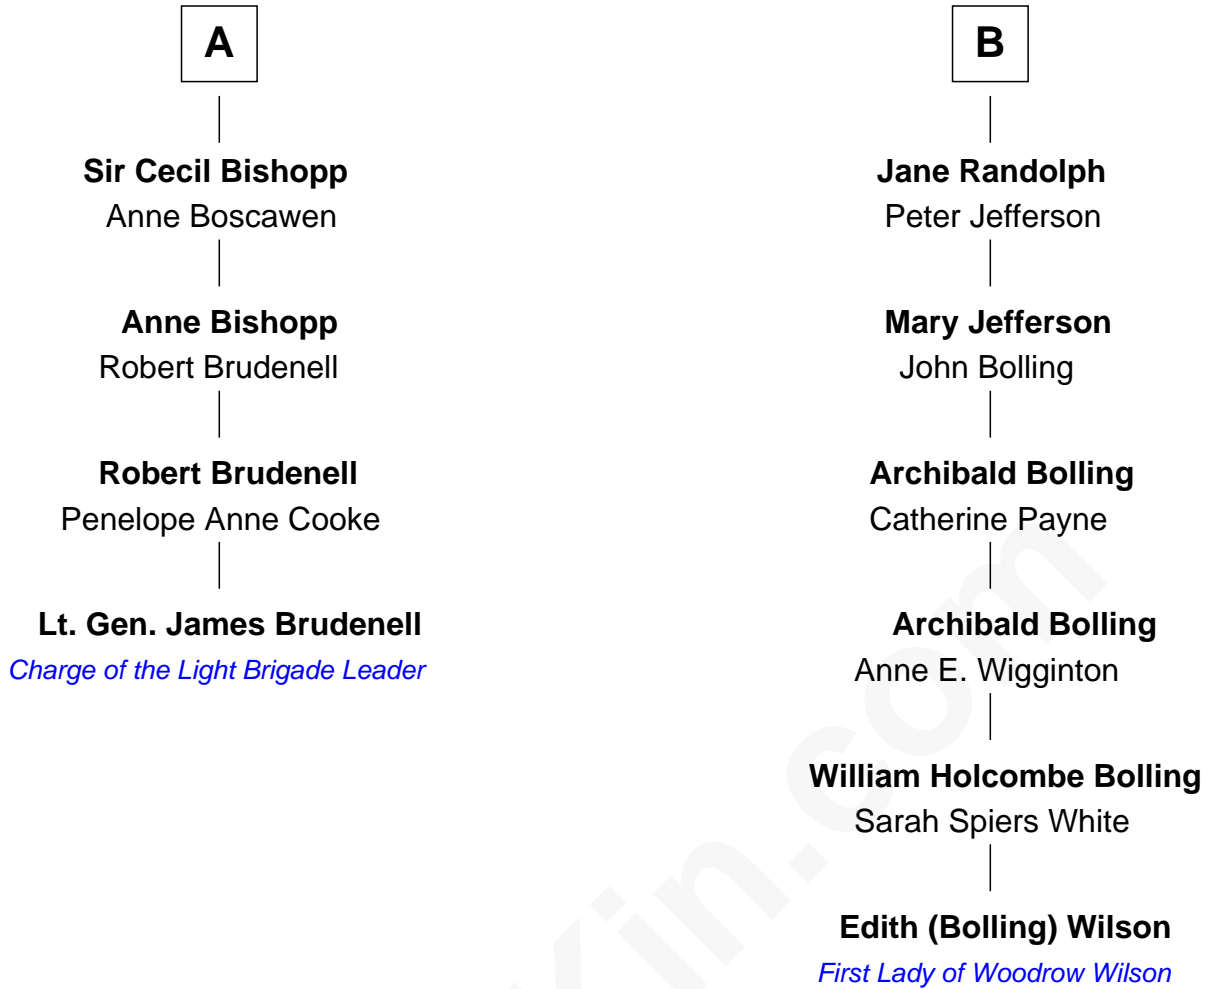 A
Sir Cecil Bishopp
Anne Boscawen
Anne Bishopp
Robert Brudenell
Robert Brudenell
Penelope Anne Cooke
Lt. Gen. James Brudenell
Charge of the Light Brigade Leader
B
Jane Randolph
Peter Jefferson
Mary Jefferson
John Bolling
Archibald Bolling
Catherine Payne
Archibald Bolling
Anne E. Wigginton
William Holcombe Bolling
Sarah Spiers White
Edith (Bolling) Wilson
First Lady of Woodrow Wilson
Kin.com